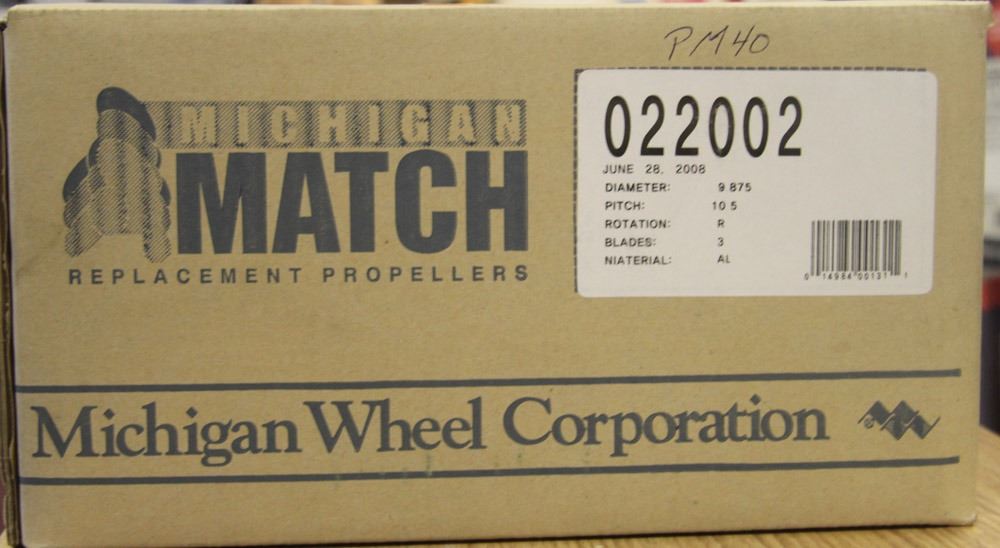 PM40
MICHIGAN
MATCH
REPLACEMENT PROPELLERS
022002
JUNE 28, 2008
DIAMETER: 9 875
PITCH: 10 5
ROTATION: R
BLADES: 3
NIATERIAL: AL
0 14984 00131 1
Michigan Wheel Corporation